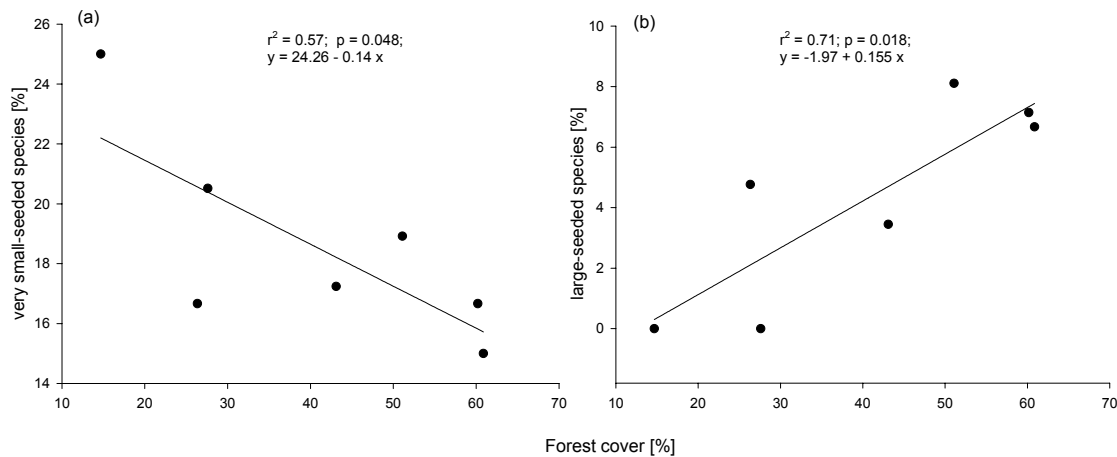 (a)
r² = 0.57; p = 0.048;
y = 24.26 - 0.14 x
very small-seeded species [%]
26
24
22
20
18
16
14
10 20 30 40 50 60 70
(b)
r² = 0.71; p = 0.018;
y = -1.97 + 0.155 x
large-seeded species [%]
10
8
6
4
2
0
10 20 30 40 50 60 70
Forest cover [%]